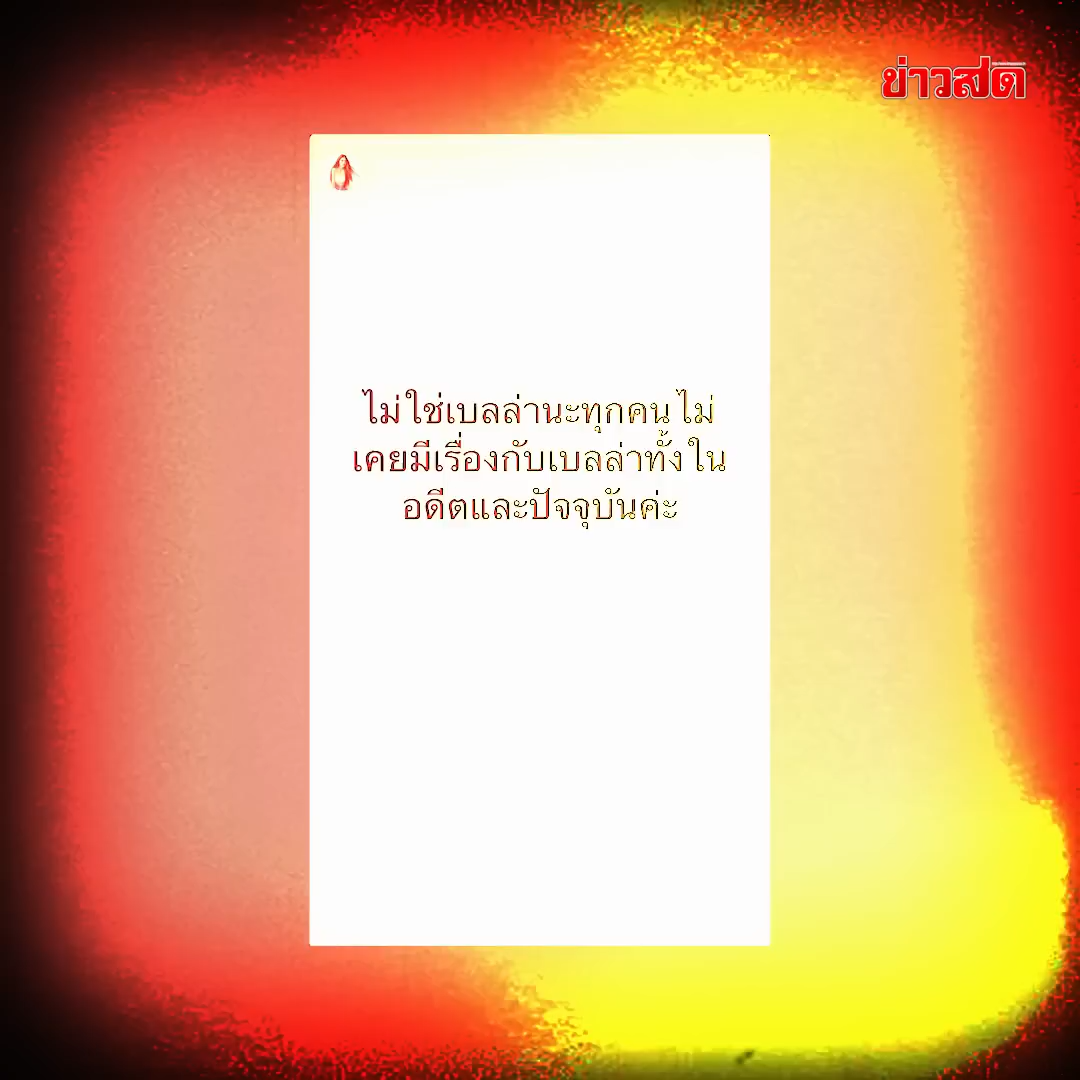 ข่าวสด
ไม่ใช่เบลล่านะทุกคน ไม่
เคยมีเรื่องกับเบลล่าทั้งใน
อดีตและปัจจุบันค่ะ